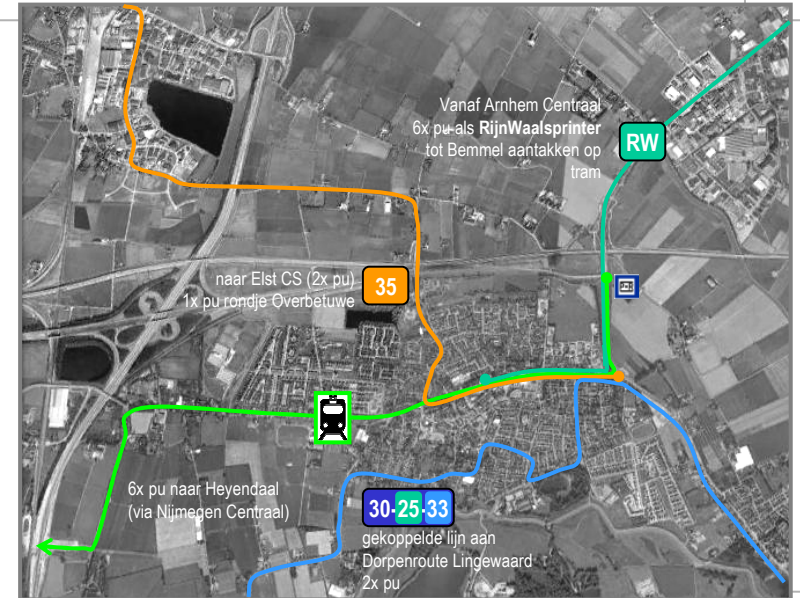 Vanaf Arnhem Centraal
6x pu als RijnWaalsprinter
tot Bemmel aantakken op
tram
RW
naar Elst CS (2x pu)
1x pu rondje Overbetuwe
35
6x pu naar Heyendaal
(via Nijmegen Centraal)
30-25-33
gekoppelde lijn aan
Dorpenroute Lingewaard
2x pu